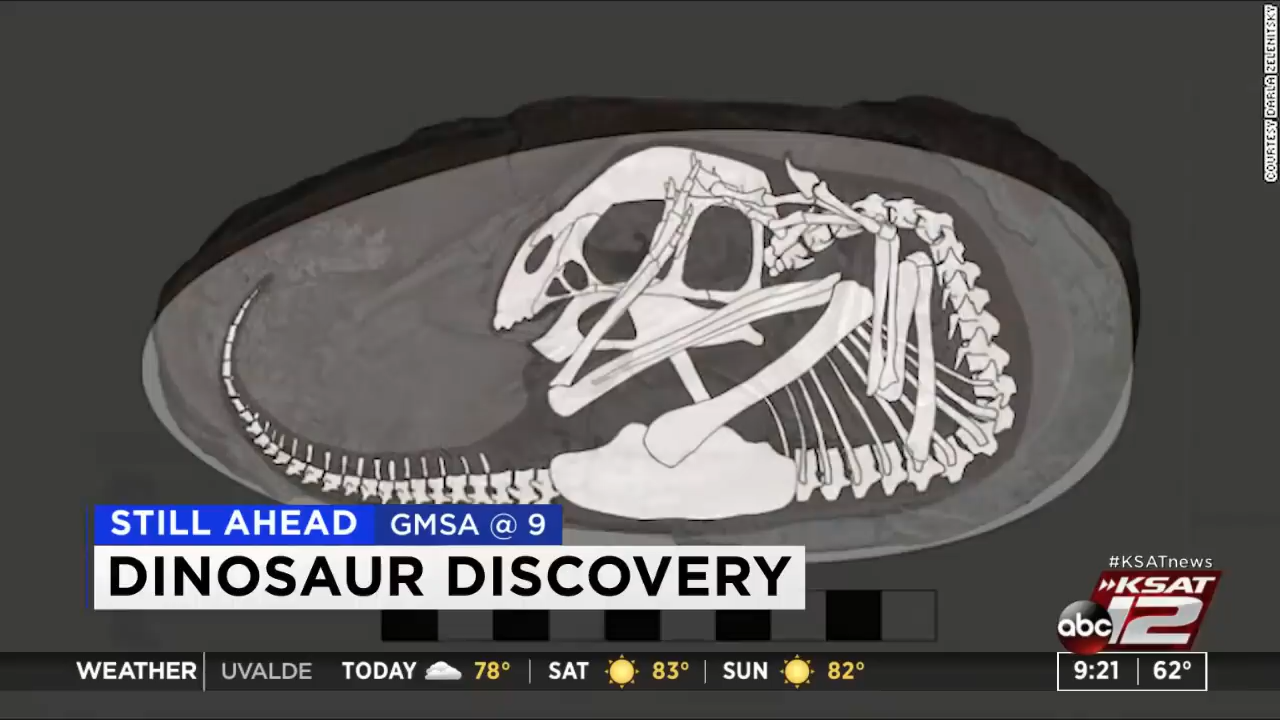 COURTESY DARLA ZELENITSKY
STILL AHEAD GMSA @ 9
DINOSAUR DISCOVERY
#KSATnews
KSAT
abc 12
WEATHER UVALDE TODAY 78° SAT 83° SUN 82° 9:21 62°